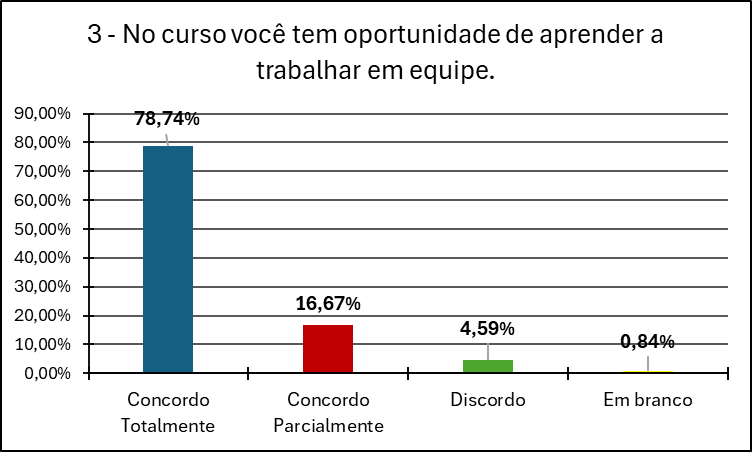 3 - No curso você tem oportunidade de aprender a
trabalhar em equipe.
90,00%
80,00%
70,00%
60,00%
50,00%
40,00%
30,00%
20,00%
10,00%
0,00%
78,74%
16,67%
4,59%
0,84%
Concordo
Totalmente
Concordo
Parcialmente
Discordo
Em branco